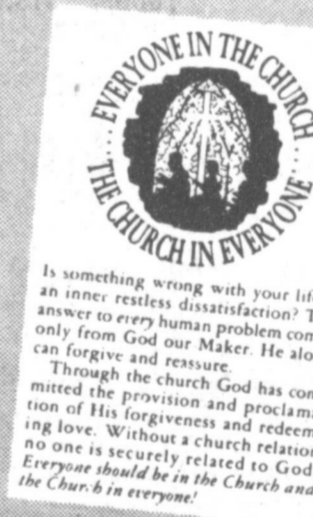 ....EVERYONE IN THE CHURCH....
THE CHURCH IN EVERYONE
Is something wrong with your life
an inner restless dissatisfaction? T
answer to every human problem com
only from God our Maker. He alo
can forgive and reassure.
Through the church God has com
mitted the provision and proclama
tion of His forgiveness and redeem
ing love. Without a church relation
no one is securely related to God
Everyone should be in the Church and
the Church in everyone!